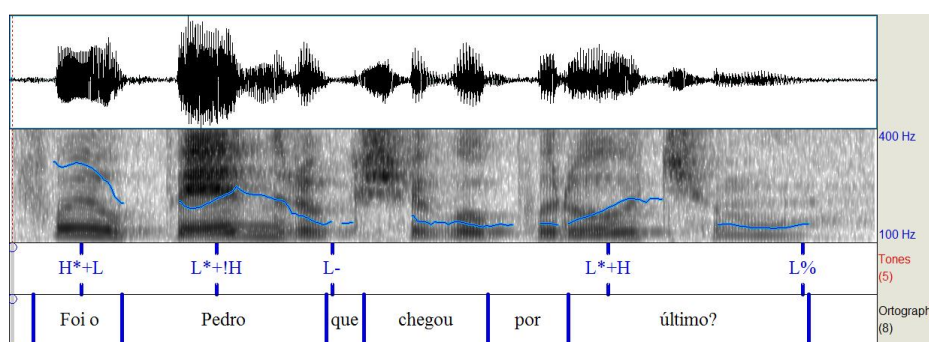 400 Hz
100 Hz
H*+L L*+!H L- L*+H L% Tones
(5)
Foi o Pedro que chegou por último? Ortograph
(8)